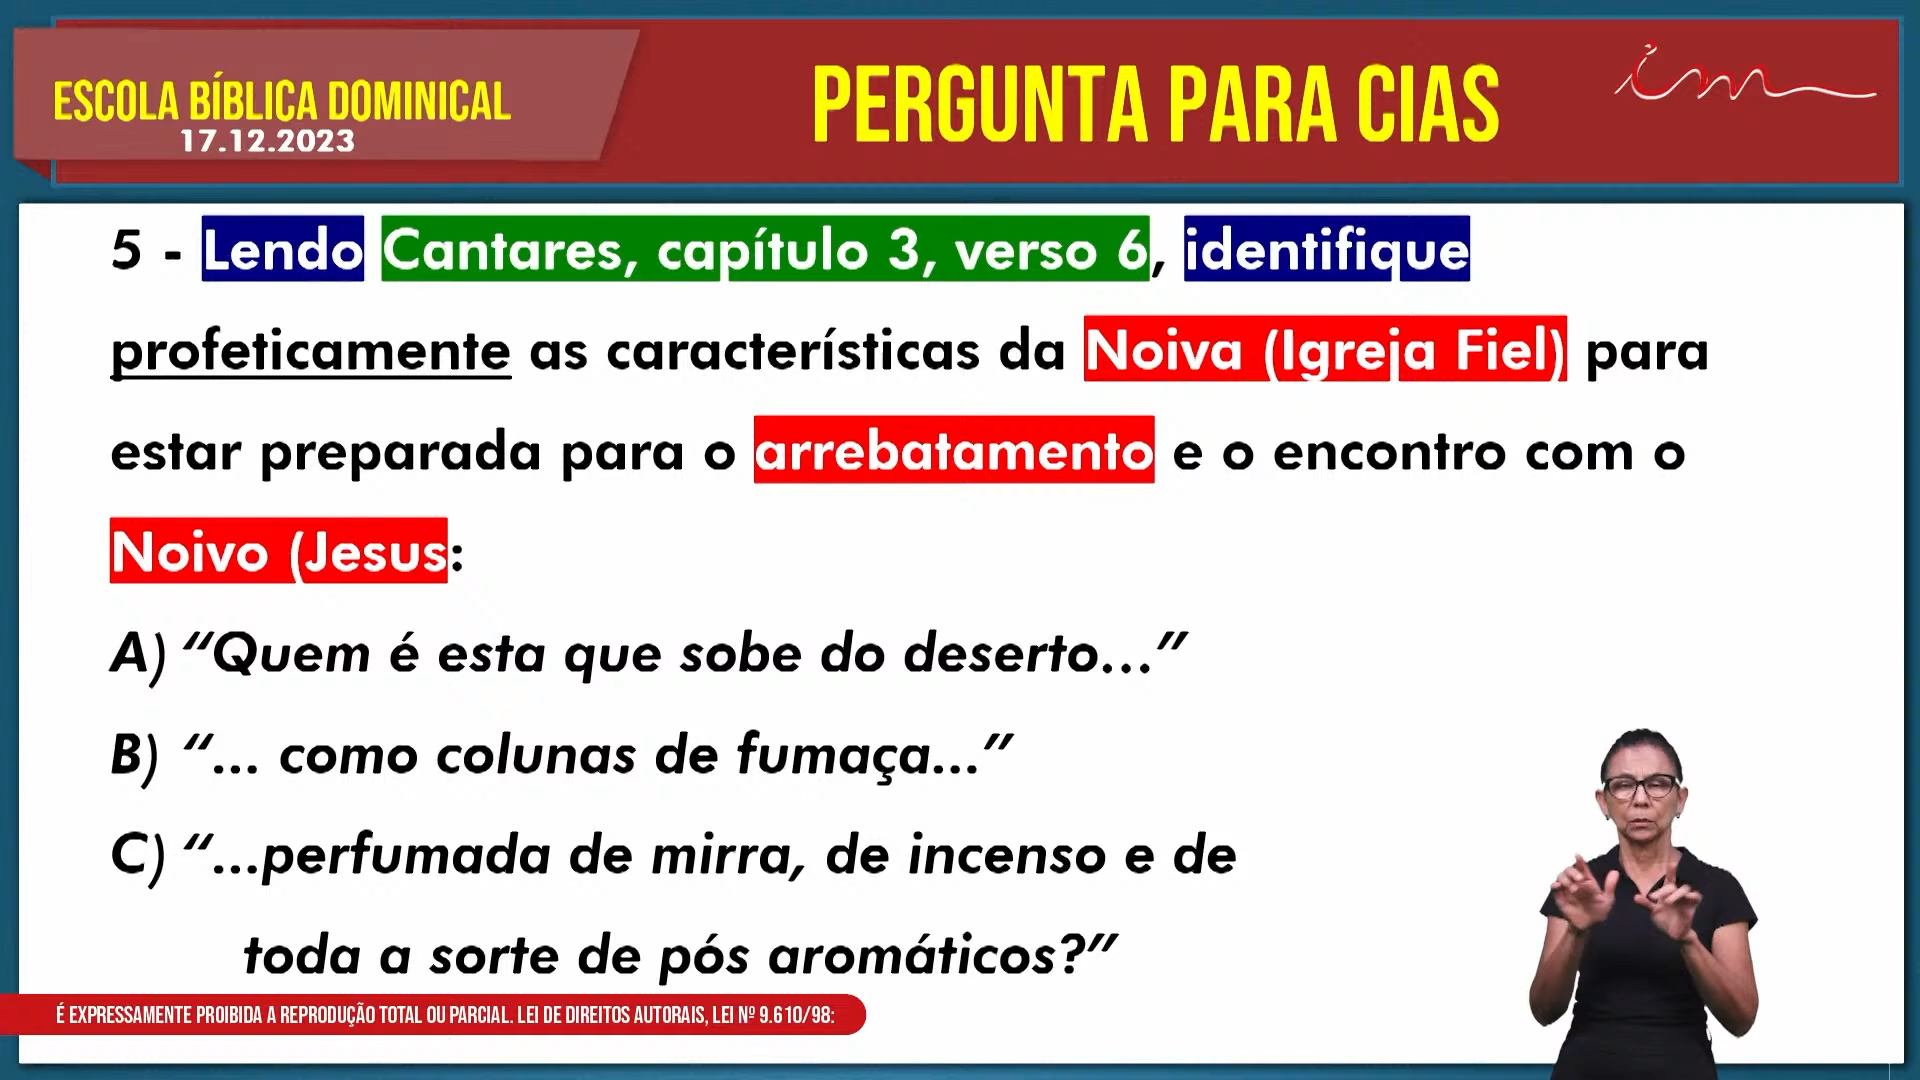 ESCOLA BÍBLICA DOMINICAL
17.12.2023
PERGUNTA PARA CIAS
im
5 - Lendo Cantares, capítulo 3, verso 6, identifique
profeticamente as características da Noiva (Igreja Fiel) para
estar preparada para o arrebatamento e o encontro com o
Noivo (Jesus:
A) “Quem é esta que sobe do deserto...”
B) “... como colunas de fumaça...”
C) “...perfumada de mirra, de incenso e de
toda a sorte de pós aromáticos?”
É EXPRESSAMENTE PROIBIDA A REPRODUÇÃO TOTAL OU PARCIAL. LEI DE DIREITOS AUTORAIS, LEI Nº 9.610/98: